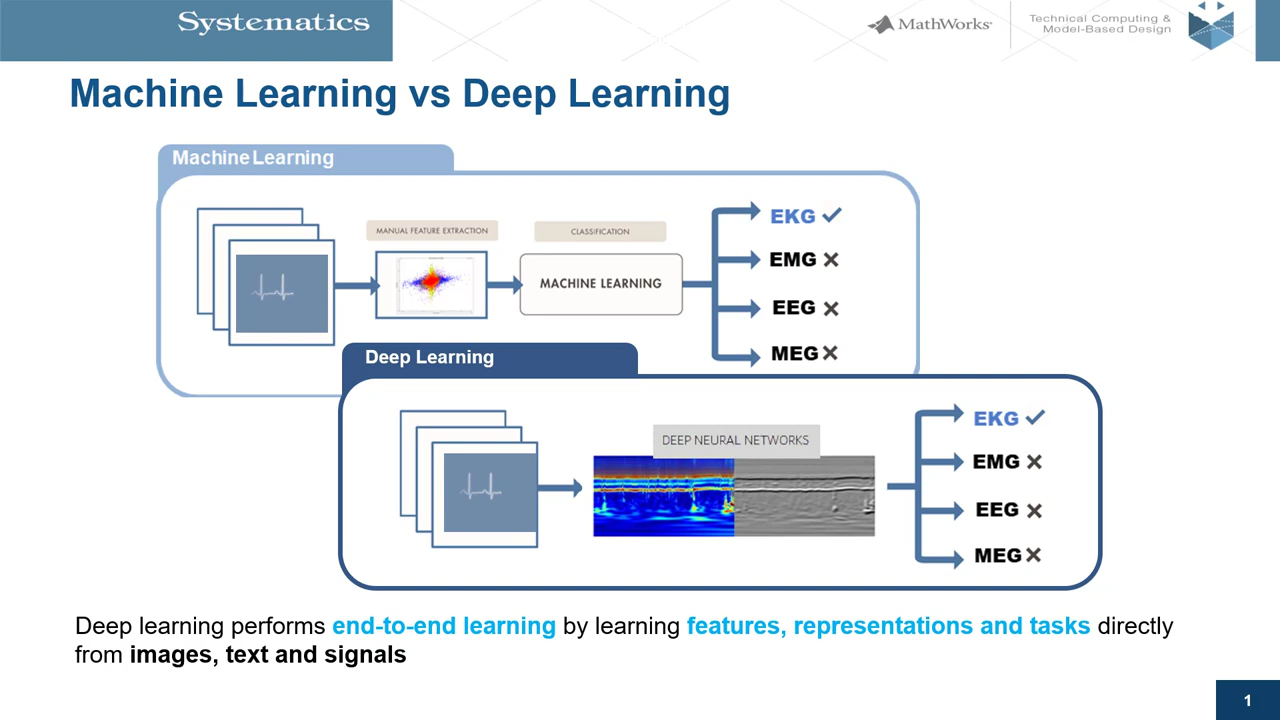 Systematics
MathWorks
Technical Computing &
Model-Based Design
Machine Learning vs Deep Learning
Machine Learning
MANUAL FEATURE EXTRACTION
CLASSIFICATION
MACHINE LEARNING
EKG ✓
EMG ✕
EEG ✕
MEG ✕
Deep Learning
DEEP NEURAL NETWORKS
EKG ✓
EMG ✕
EEG ✕
MEG ✕
Deep learning performs end-to-end learning by learning features, representations and tasks directly
from images, text and signals
1